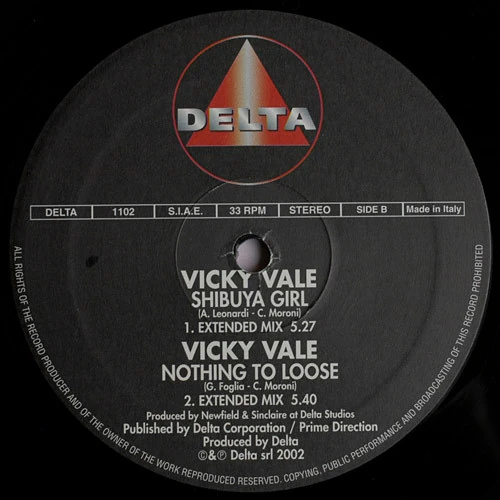 DELTA
DELTA 1102 S.I.A.E. 33 RPM STEREO SIDE B Made in Italy
VICKY VALE
SHIBUYA GIRL
(A. Leonardi - C. Moroni)
1. EXTENDED MIX 5.27
VICKY VALE
NOTHING TO LOOSE
(G. Foglia - C. Moroni)
2. EXTENDED MIX 5.40
Produced by Newfield & Sinclaire at Delta Studios
Published by Delta Corporation / Prime Direction
Produced by Delta
©&℗ Delta srl 2002
ALL RIGHTS OF THE RECORD PRODUCER AND OF THE OWNER OF THE WORK REPRODUCED RESERVED. COPYING, PUBLIC PERFORMANCE AND BROADCASTING OF THIS RECORD PROHIBITED